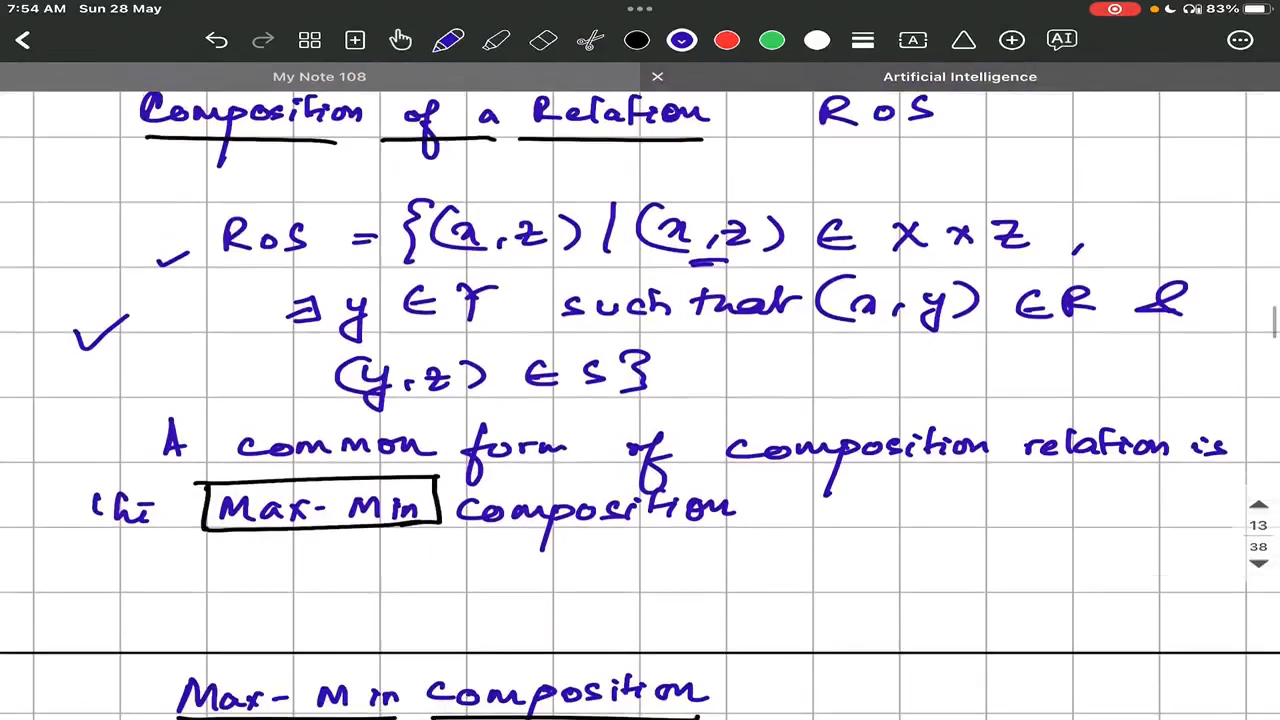 7:54 AM Sun 28 May
83%
AI
My Note 108
Artificial Intelligence
Composition of a Relation RoS
RoS = {(x,z) | (x,z) ∈ X × Z ,
∃ y ∈ Y such that (x,y) ∈ R &
(y,z) ∈ S}
A common form of composition relation is
the Max-Min composition
13
38
Max-Min composition